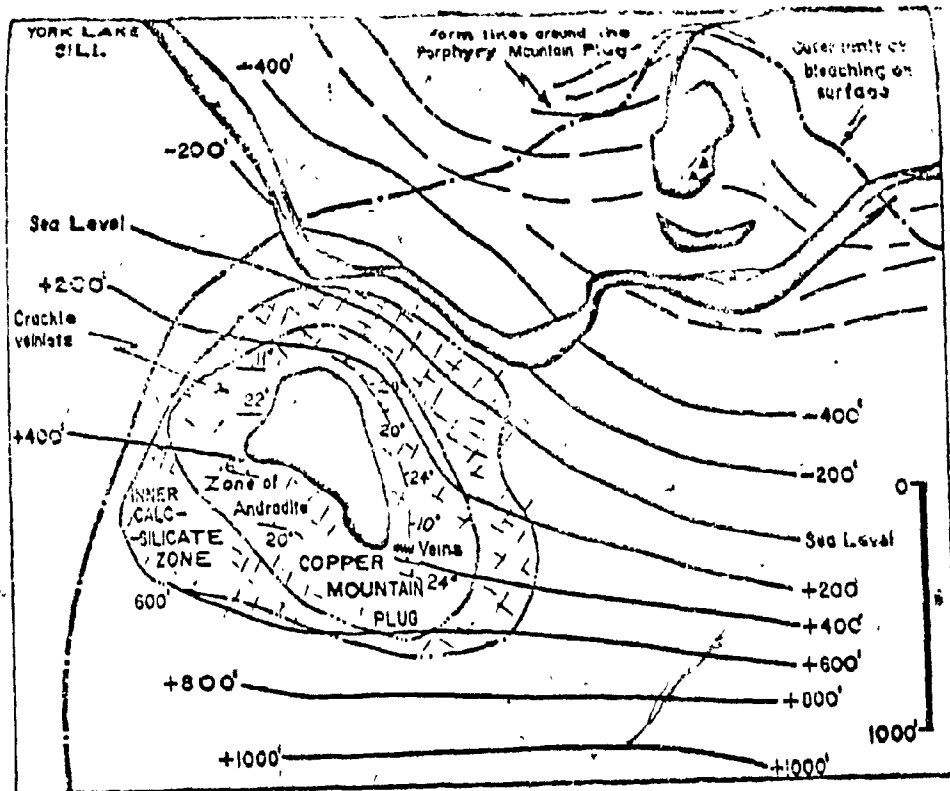 YORK LAKE
SILL
Form lines around the
Porphyry Mountain Plug
Outer limits of
bleaching on
surface
-400'
-200'
Sea Level
+200'
Crackle
veinlets
11°
22°
20°
+400'
Zone of
Andradite
24°
INNER
CALC-
-SILICATE
ZONE
20°
10°
Veins
COPPER
MOUNTAIN
PLUG
24°
600'
-400'
-200'
0
Sea Level
+200'
+400'
+600'
+800'
+800'
1000'
+1000'
+1000'